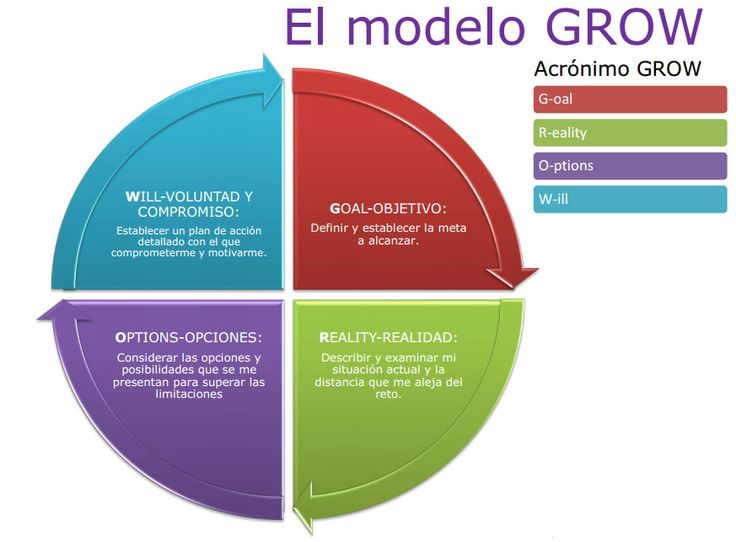 El modelo GROW
Acrónimo GROW
G-oal
R-eality
O-ptions
W-ill
WILL-VOLUNTAD Y
COMPROMISO:
Establecer un plan de acción
detallado con el que
comprometerme y motivarme.
GOAL-OBJETIVO:
Definir y establecer la meta
a alcanzar.
OPTIONS-OPCIONES:
Considerar las opciones y
posibilidades que se me
presentan para superar las
limitaciones
REALITY-REALIDAD:
Describir y examinar mi
situación actual y la
distancia que me aleja del
reto.